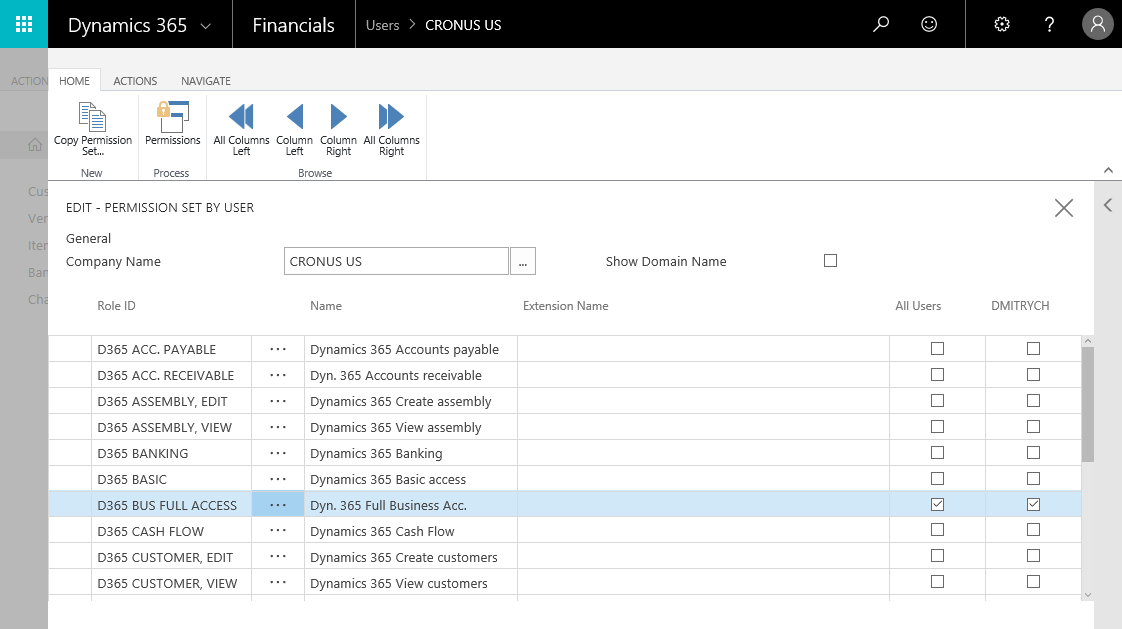 Dynamics 365 Financials Users > CRONUS US ?
ACTION HOME ACTIONS NAVIGATE
Copy Permission Set...
Permissions
All Columns Left
Column Left
Column Right
All Columns Right
New Process Browse
Cus
Ver
Iter
Ban
Cha
EDIT - PERMISSION SET BY USER
General
Company Name CRONUS US ... Show Domain Name
Role ID Name Extension Name All Users DMITRYCH
D365 ACC. PAYABLE ... Dynamics 365 Accounts payable
D365 ACC. RECEIVABLE ... Dyn. 365 Accounts receivable
D365 ASSEMBLY, EDIT ... Dynamics 365 Create assembly
D365 ASSEMBLY, VIEW ... Dynamics 365 View assembly
D365 BANKING ... Dynamics 365 Banking
D365 BASIC ... Dynamics 365 Basic access
D365 BUS FULL ACCESS ... Dyn. 365 Full Business Acc.
D365 CASH FLOW ... Dynamics 365 Cash Flow
D365 CUSTOMER, EDIT ... Dynamics 365 Create customers
D365 CUSTOMER, VIEW ... Dynamics 365 View customers